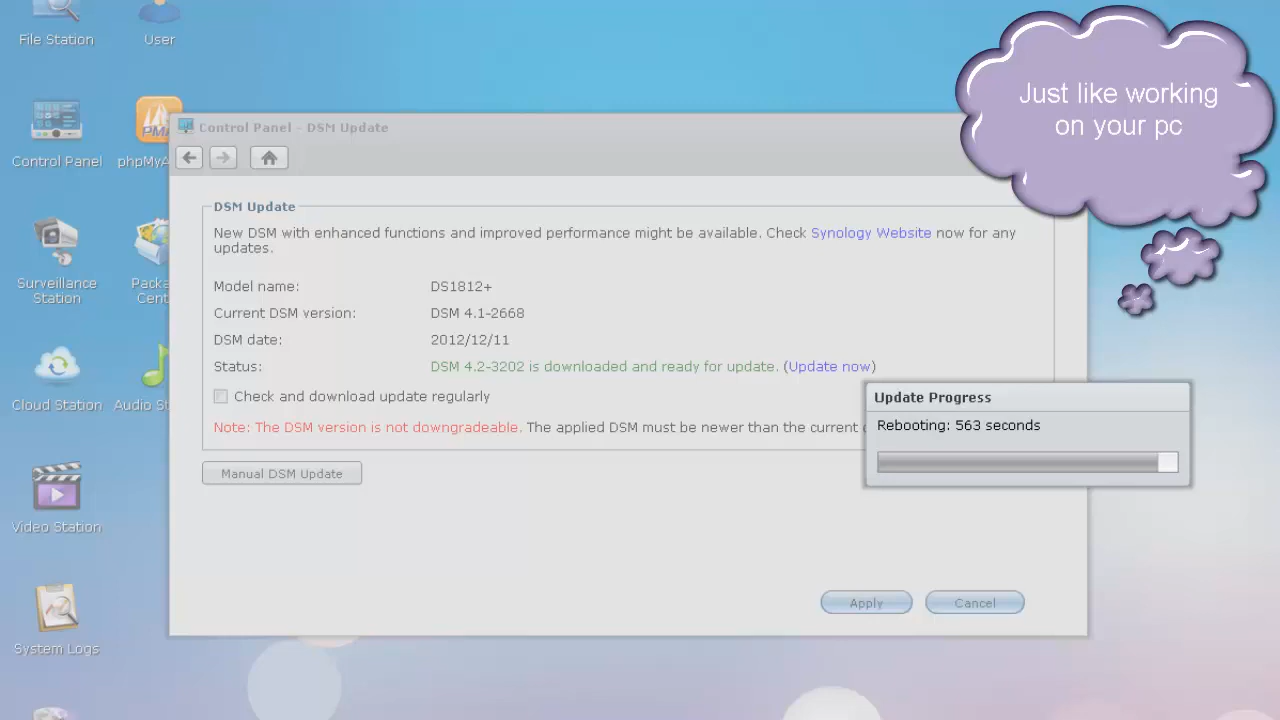 File Station
User
Just like working
on your pc
Control Panel
phpMyA
Control Panel - DSM Update
DSM Update
New DSM with enhanced functions and improved performance might be available. Check Synology Website now for any
updates.
Model name: DS1812+
Current DSM version: DSM 4.1-2668
DSM date: 2012/12/11
Status: DSM 4.2-3202 is downloaded and ready for update. (Update now)
Check and download update regularly
Note: The DSM version is not downgradeable. The applied DSM must be newer than the current
Manual DSM Update
Update Progress
Rebooting: 563 seconds
Apply
Cancel
Surveillance
Station
Packa
Cent
Cloud Station
Audio St
Video Station
System Logs